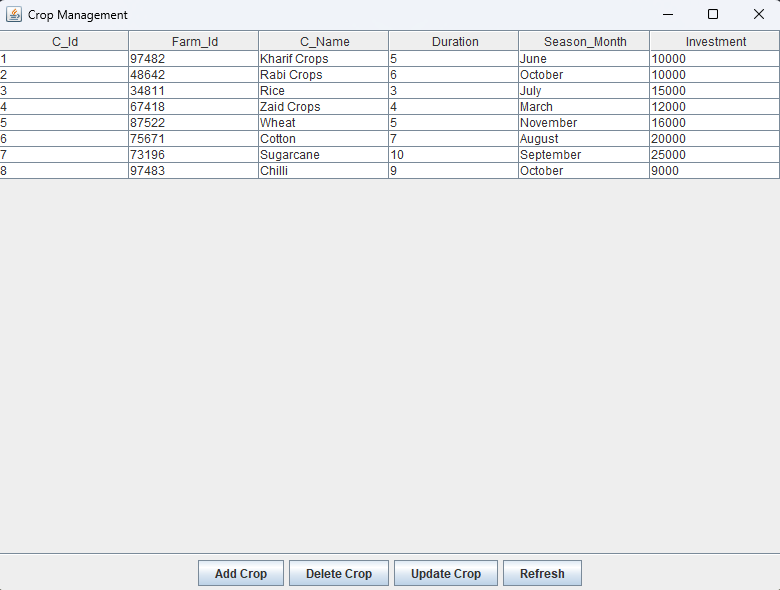 Crop Management
C_Id Farm_Id C_Name Duration Season_Month Investment
1 97482 Kharif Crops 5 June 10000
2 48642 Rabi Crops 6 October 10000
3 34811 Rice 3 July 15000
4 67418 Zaid Crops 4 March 12000
5 87522 Wheat 5 November 16000
6 75671 Cotton 7 August 20000
7 73196 Sugarcane 10 September 25000
8 97483 Chilli 9 October 9000
Add Crop Delete Crop Update Crop Refresh